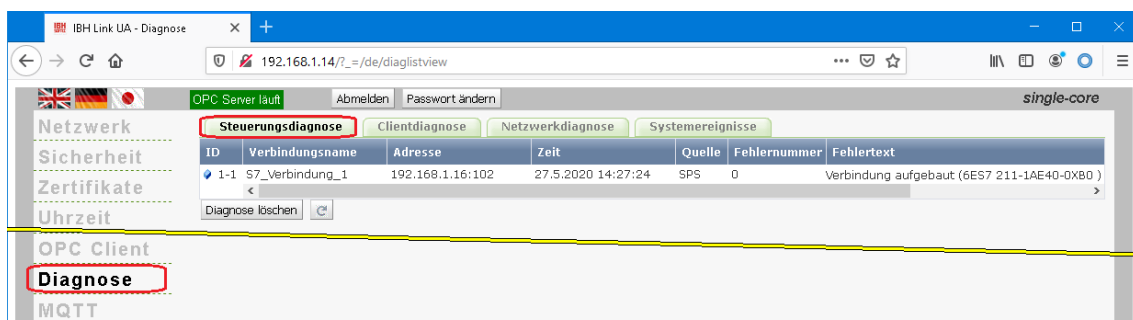 IBH IBH Link UA - Diagnose
192.168.1.14/?_=/de/diaglistview
OPC Server läuft Abmelden Passwort ändern single-core
Netzwerk
Sicherheit
Zertifikate
Uhrzeit
OPC Client
Diagnose
MQTT
Steuerungsdiagnose Clientdiagnose Netzwerkdiagnose Systemereignisse
ID Verbindungsname Adresse Zeit Quelle Fehlernummer Fehlertext
1-1 S7_Verbindung_1 192.168.1.16:102 27.5.2020 14:27:24 SPS 0 Verbindung aufgebaut (6ES7 211-1AE40-0XB0 )
Diagnose löschen